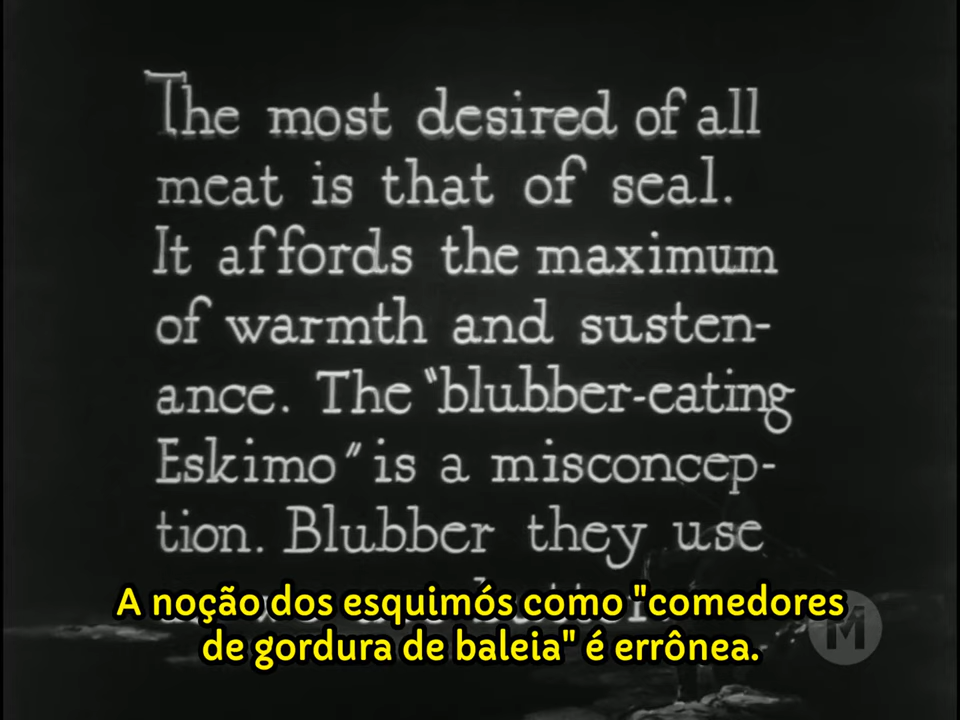 The most desired of all
meat is that of seal.
It affords the maximum
of warmth and susten-
ance. The "blubber-eating
Eskimo" is a misconcep-
tion. Blubber they use
A noção dos esquimós como "comedores
de gordura de baleia" é errônea.
M